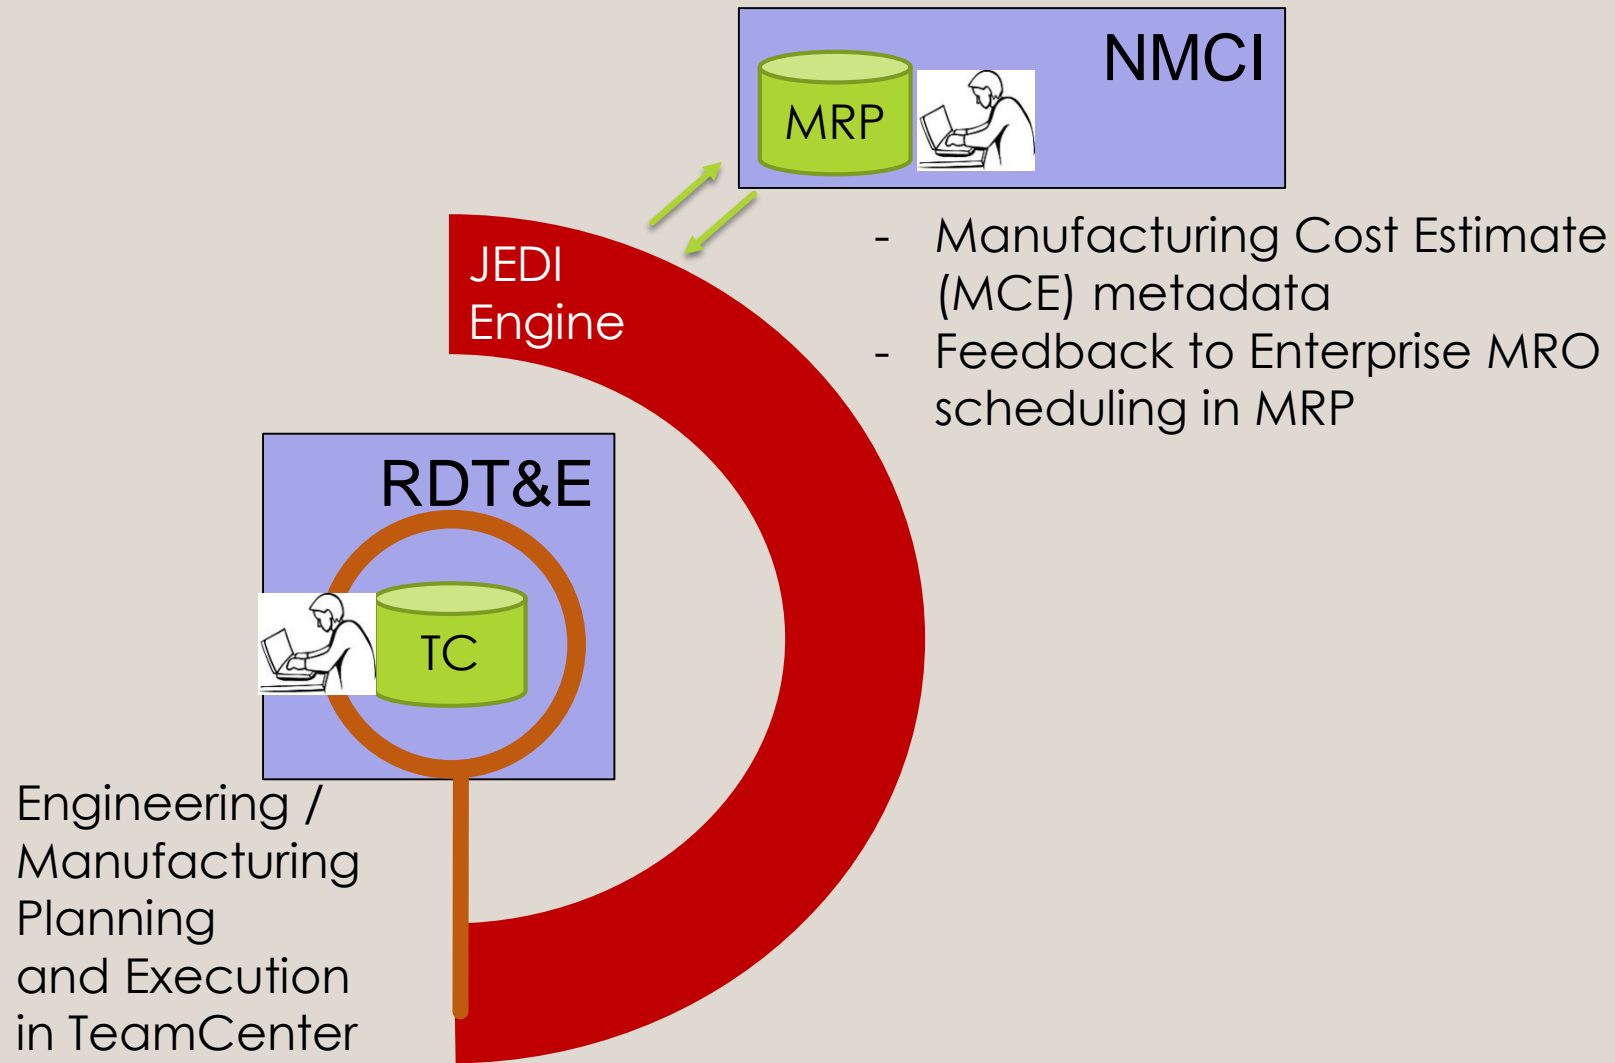 NMCI
MRP
JEDI
Engine
- Manufacturing Cost Estimate
(MCE) metadata
- Feedback to Enterprise MRO
scheduling in MRP
RDT&E
TC
Engineering /
Manufacturing
Planning
and Execution
in TeamCenter